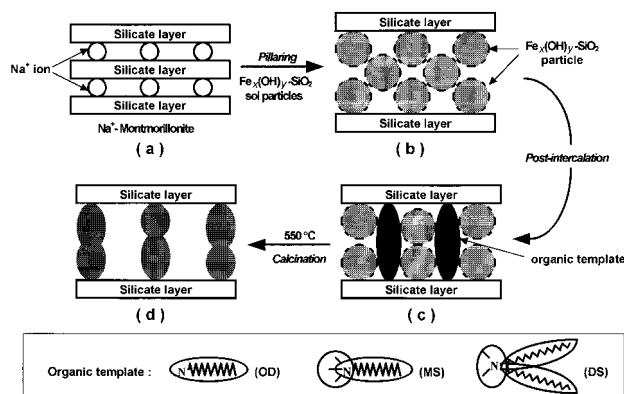 Silicate layer
Na⁺ ion
Silicate layer
Silicate layer
Na⁺- Montmorillonite
( a )
Pillaring
Feₓ(OH)ᵧ-SiO₂
sol particles
Silicate layer
Silicate layer
( b )
Feₓ(OH)ᵧ-SiO₂
particle
Post-intercalation
Silicate layer
Silicate layer
( d )
550 °C
Calcination
Silicate layer
Silicate layer
( c )
organic template
Organic template :
N
(OD)
N
(MS)
N
(DS)